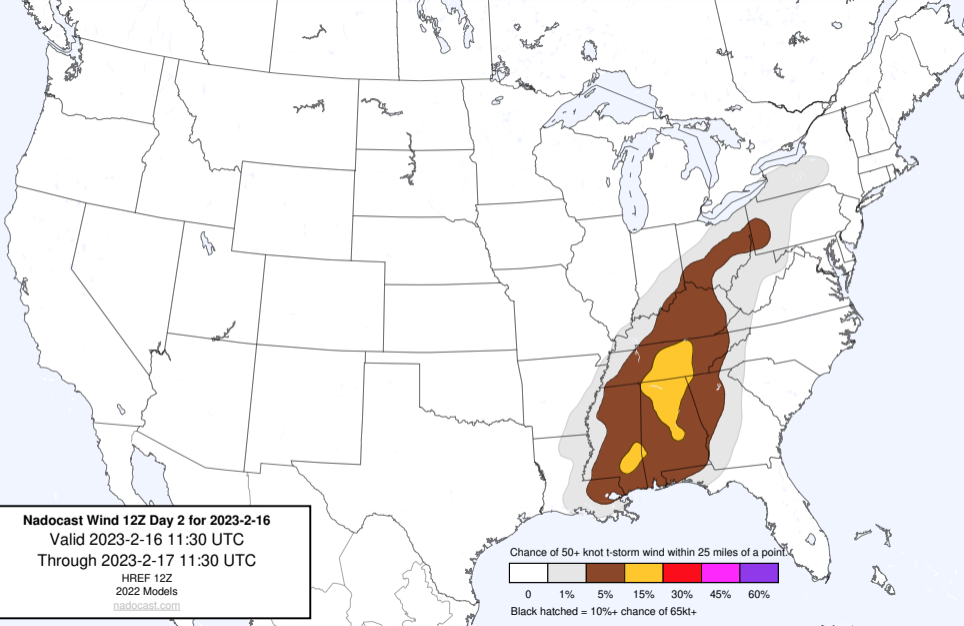 Nadocast Wind 12Z Day 2 for 2023-2-16
Valid 2023-2-16 11:30 UTC
Through 2023-2-17 11:30 UTC
HREF 12Z
2022 Models
nadocast.com
Chance of 50+ knot t-storm wind within 25 miles of a point.
0 1% 5% 15% 30% 45% 60%
Black hatched = 10%+ chance of 65kt+